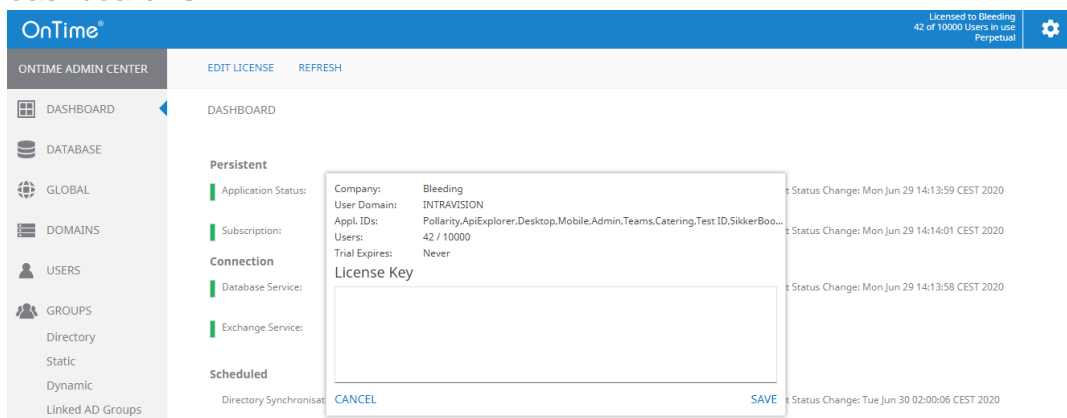 OnTime®
Licensed to Bleeding
42 of 10000 Users in use
Perpetual
ONTIME ADMIN CENTER
EDIT LICENSE REFRESH
DASHBOARD
DASHBOARD
DATABASE
GLOBAL
DOMAINS
USERS
GROUPS
Directory
Static
Dynamic
Linked AD Groups
Persistent
Application Status: t Status Change: Mon Jun 29 14:13:59 CEST 2020
Subscription: t Status Change: Mon Jun 29 14:14:01 CEST 2020
Connection
Database Service: t Status Change: Mon Jun 29 14:13:58 CEST 2020
Exchange Service:
Scheduled
Directory Synchronisat t Status Change: Tue Jun 30 02:00:06 CEST 2020
Company: Bleeding
User Domain: INTRAVISION
Appl. IDs: Pollarity,ApiExplorer,Desktop,Mobile,Admin,Teams,Catering,Test ID,SikkerBoo...
Users: 42 / 10000
Trial Expires: Never
License Key
CANCEL SAVE